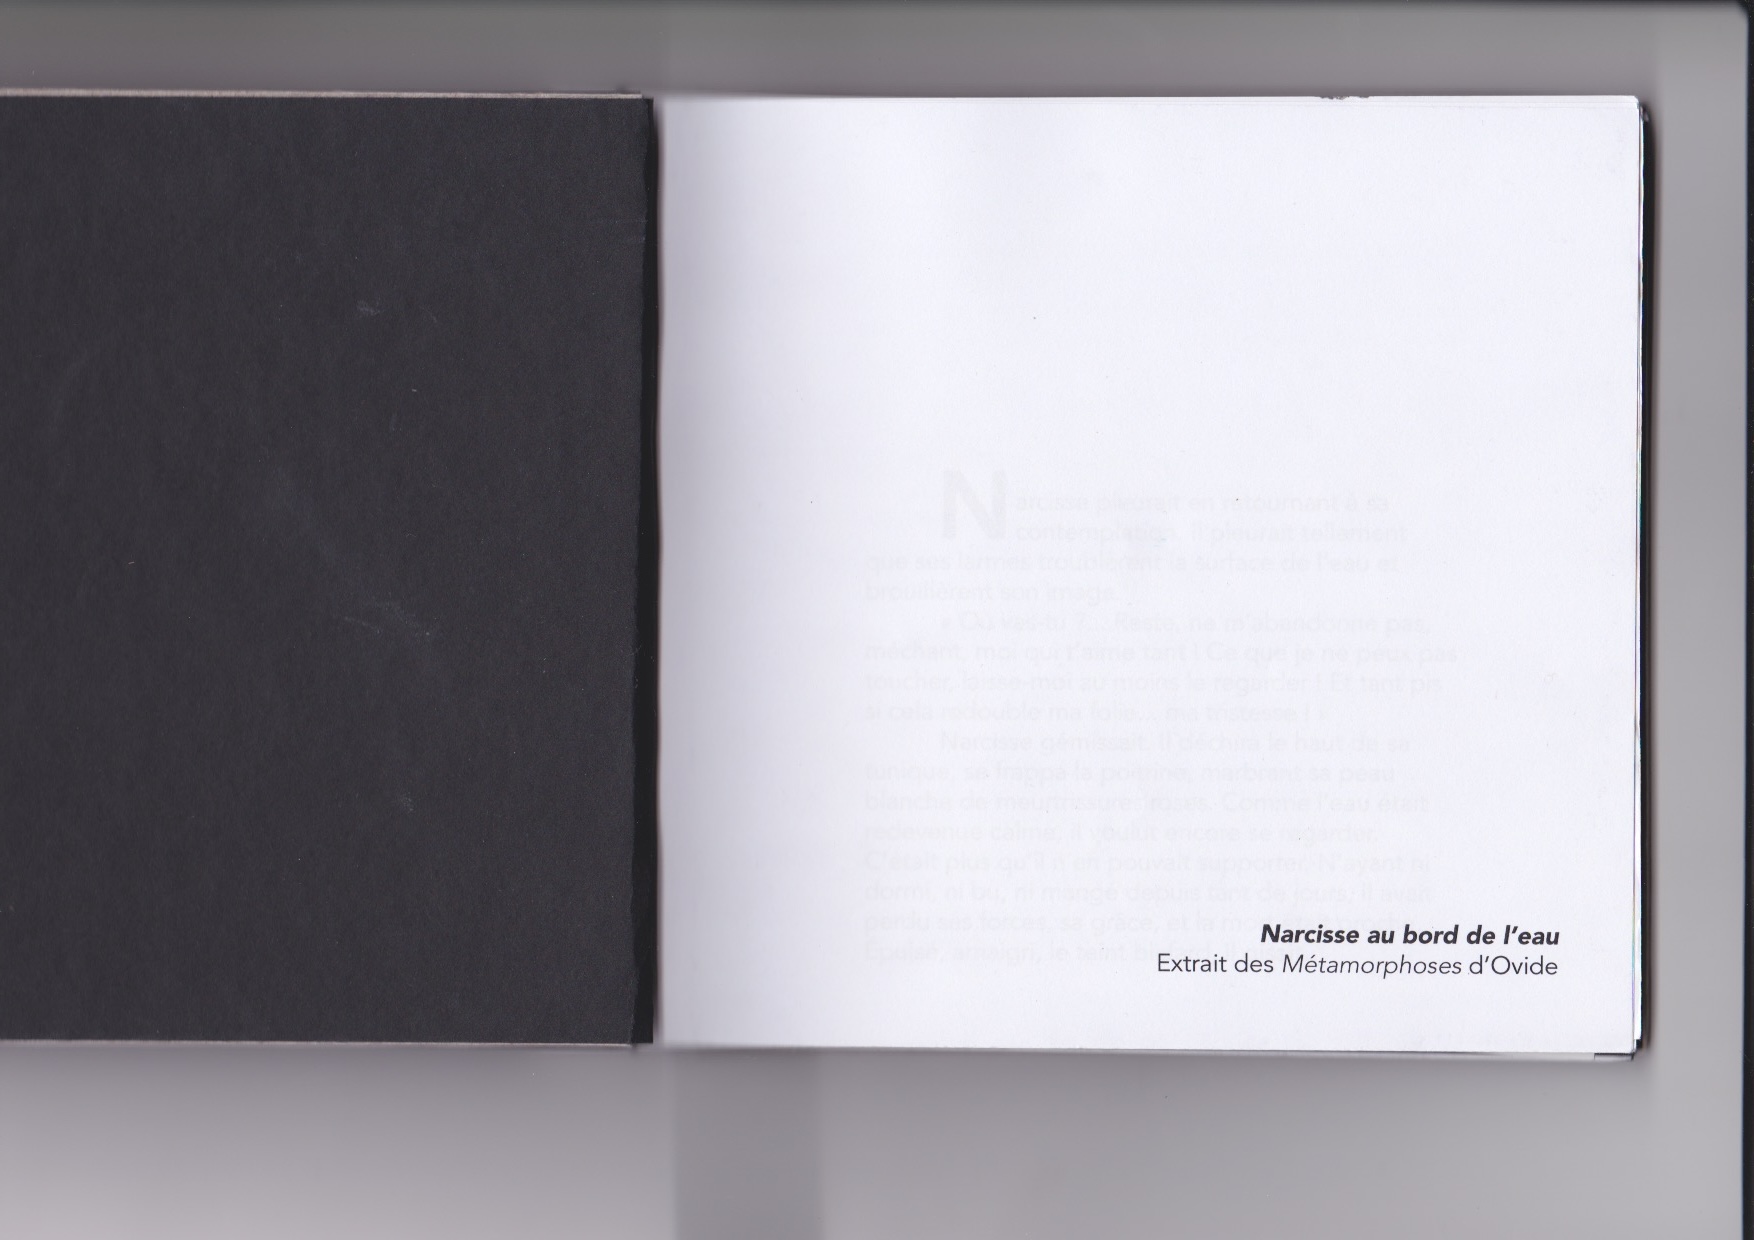 Narcisse pleurait en retournant à sa
contemplation. Il pleurait tellement
que ses larmes troublèrent la surface de l'eau et
brouillèrent son image.
« Où vas-tu ?... Reste, ne m'abandonne pas,
méchant, moi qui t'aime tant ! Ce que je ne peux pas
toucher, laisse-moi au moins le regarder ! Et tant pis
si cela redouble ma folie... ma tristesse !
Narcisse gémissait. Il déchira le haut de sa
tunique, se frappa la poitrine, marbrant sa peau
blanche de meurtrissures roses. Comme l'eau était
redevenue calme, il voulut encore se regarder.
C'était plus qu'il n'en pouvait supporter. N'ayant ni
dormi, ni bu, ni mangé depuis tant de jours, il avait
perdu ses forces, sa grâce, et la mort
le teint
Narcisse au bord de l'eau
Extrait des Métamorphoses d'Ovide